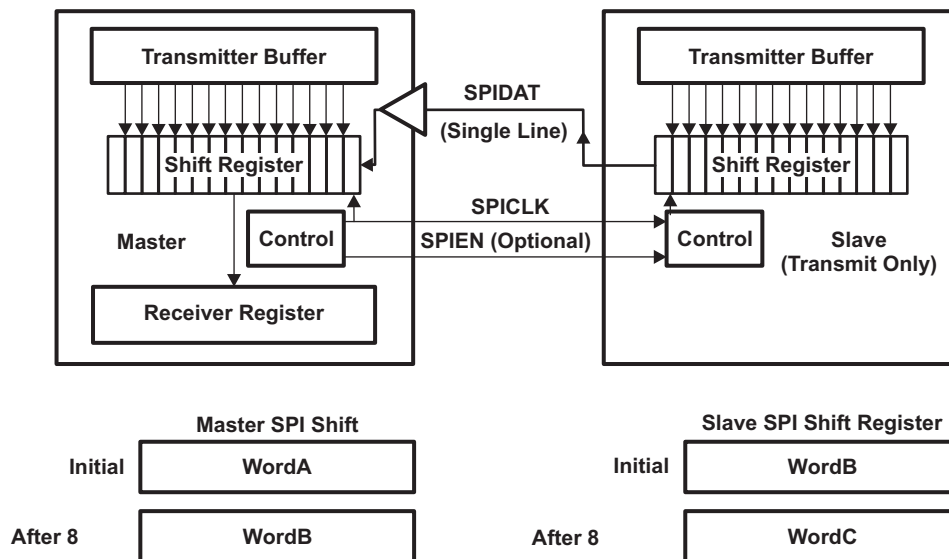 Transmitter Buffer
Transmitter Buffer
SPIDAT
(Single Line)
Shift Register
Shift Register
SPICLK
Master
Control
SPIEN (Optional)
Control
Slave
(Transmit Only)
Receiver Register
Master SPI Shift
Slave SPI Shift Register
Initial
WordA
Initial
WordB
After 8
WordB
After 8
WordC